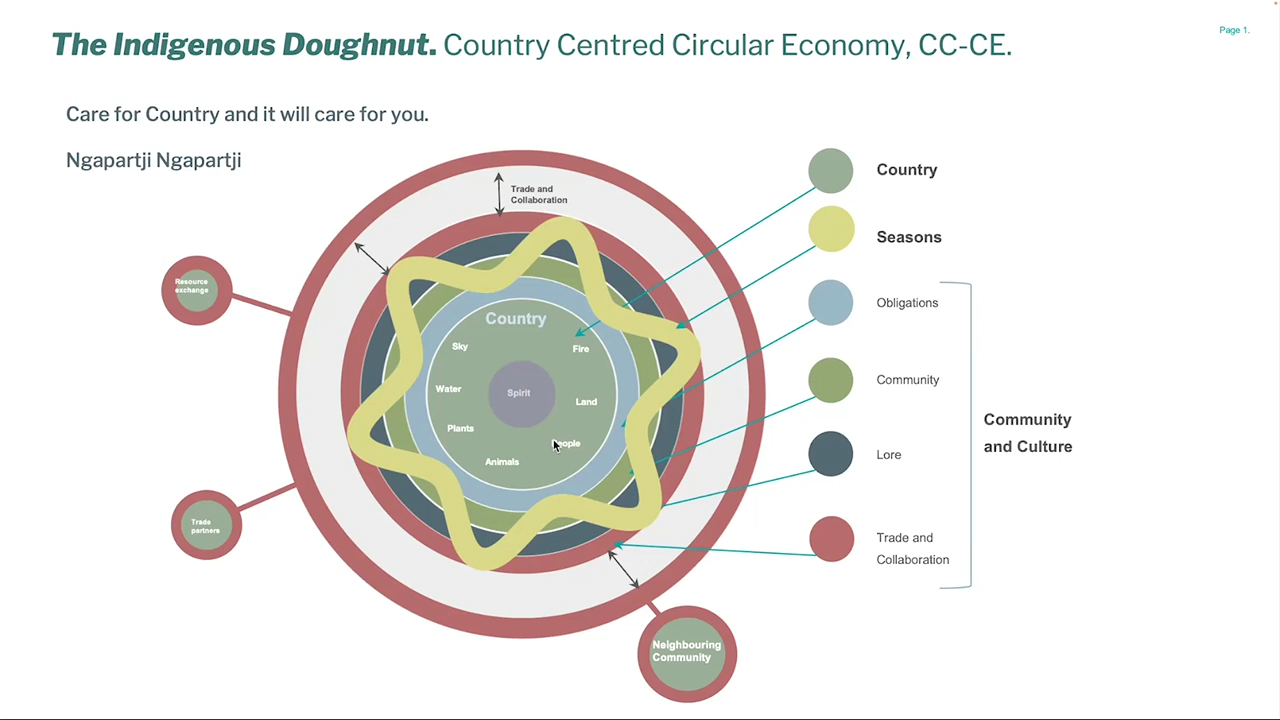 The Indigenous Doughnut. Country Centred Circular Economy, CC-CE.
Page 1.
Care for Country and it will care for you.
Ngapartji Ngapartji
Trade and
Collaboration
Resource
exchange
Trade
partners
Neighbouring
Community
Country
Sky
Fire
Water
Spirit
Land
Plants
People
Animals
Country
Seasons
Obligations
Community
Lore
Trade and
Collaboration
Community
and Culture